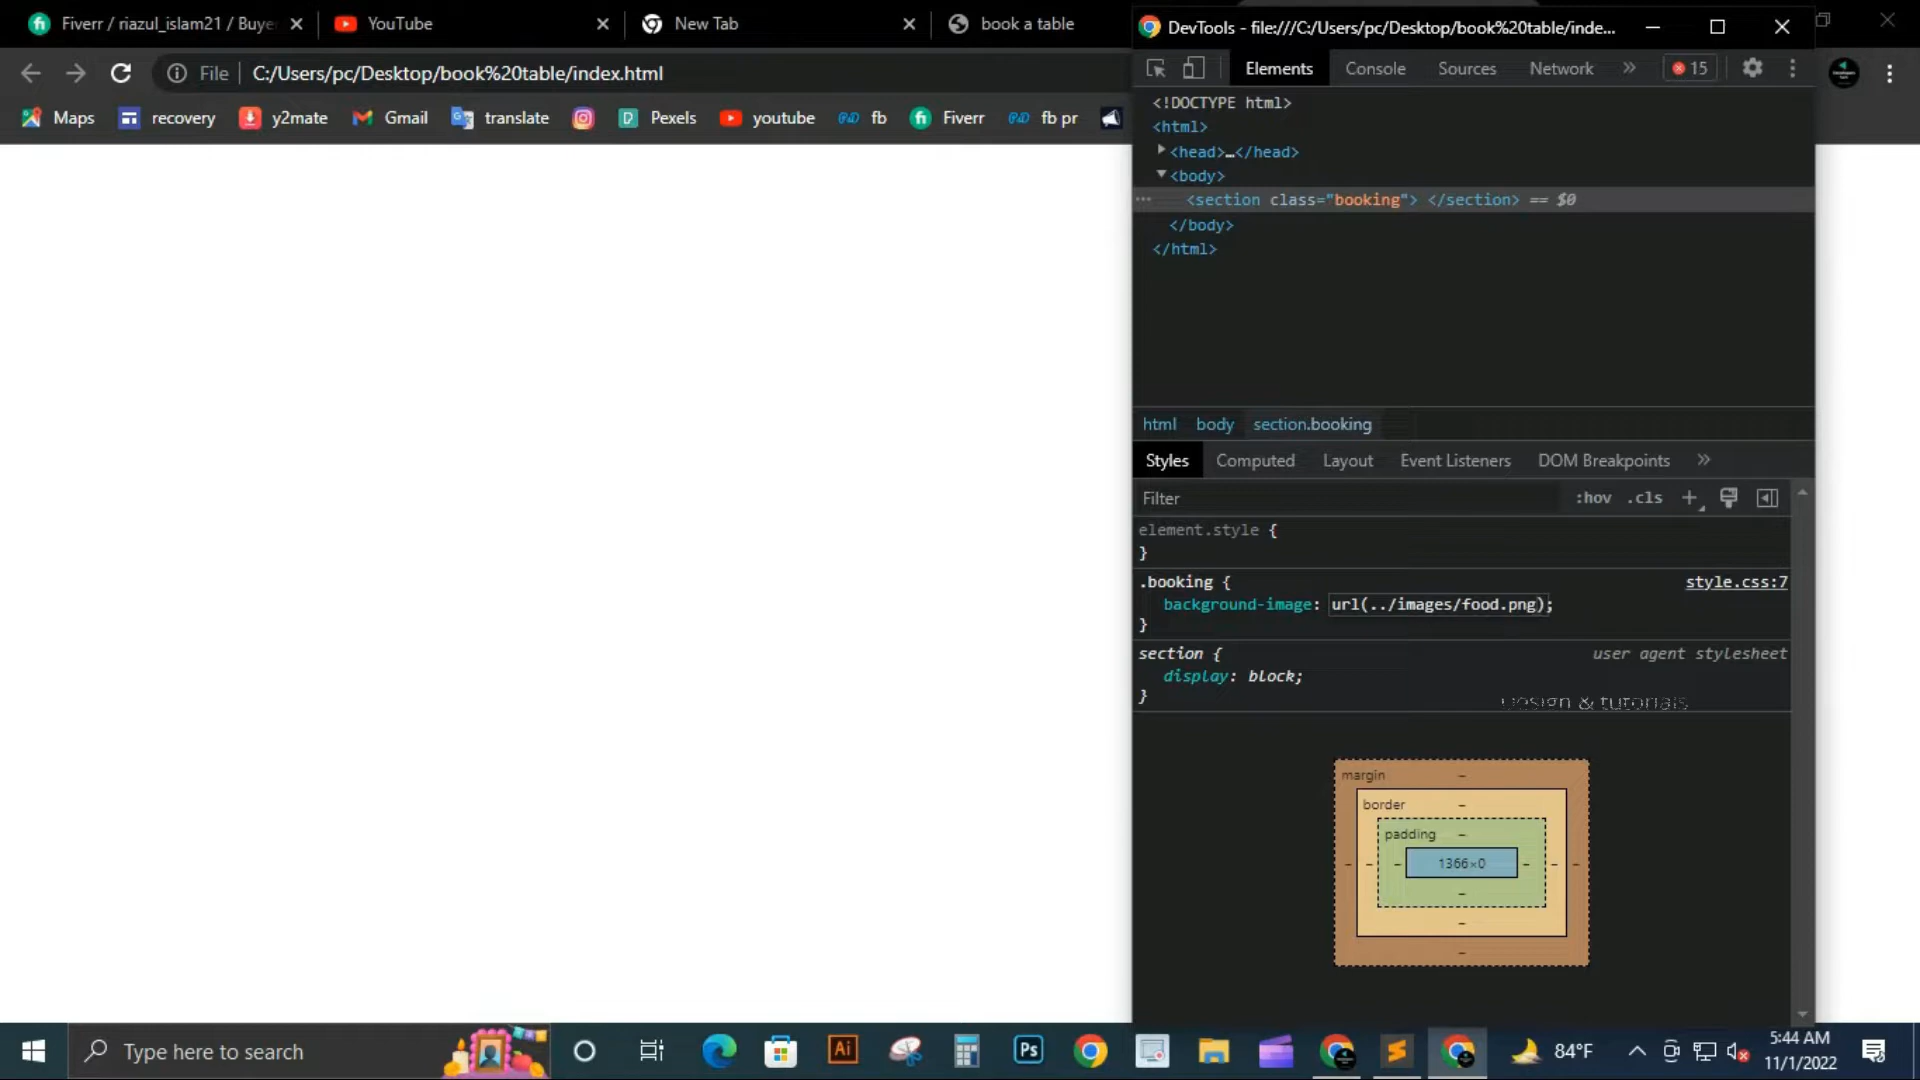 Fiverr / riazul_islam21 / Buye
YouTube
New Tab
book a table
DevTools - file:///C:/Users/pc/Desktop/book%20table/inde...
File
C:/Users/pc/Desktop/book%20table/index.html
Elements
Console
Sources
Network
15
Maps
recovery
y2mate
Gmail
translate
Pexels
youtube
fb
Fiverr
fb pr
<!DOCTYPE html>
<html>
<head>…</head>
<body>
<section class="booking"> </section> == $0
</body>
</html>
html
body
section.booking
Styles
Computed
Layout
Event Listeners
DOM Breakpoints
Filter
:hov
.cls
element.style {
}
.booking {
style.css:7
background-image: url(../images/food.png);
}
section {
user agent stylesheet
display: block;
}
Design & tutorials
margin
–
border
–
padding
–
– – – 1366×0 – – –
–
–
–
Type here to search
Ai
Ps
84°F
5:44 AM
11/1/2022